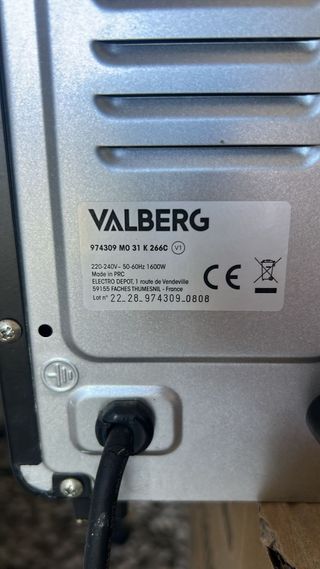 VALBERG
974309 MO 31 K 266C V1
220-240V~ 50-60Hz 1600W
Made in PRC
ELECTRO DEPOT, 1 route de Vendeville
59155 FACHES THUMESNIL - France
Lot n° 22_28_974309_0808
CE